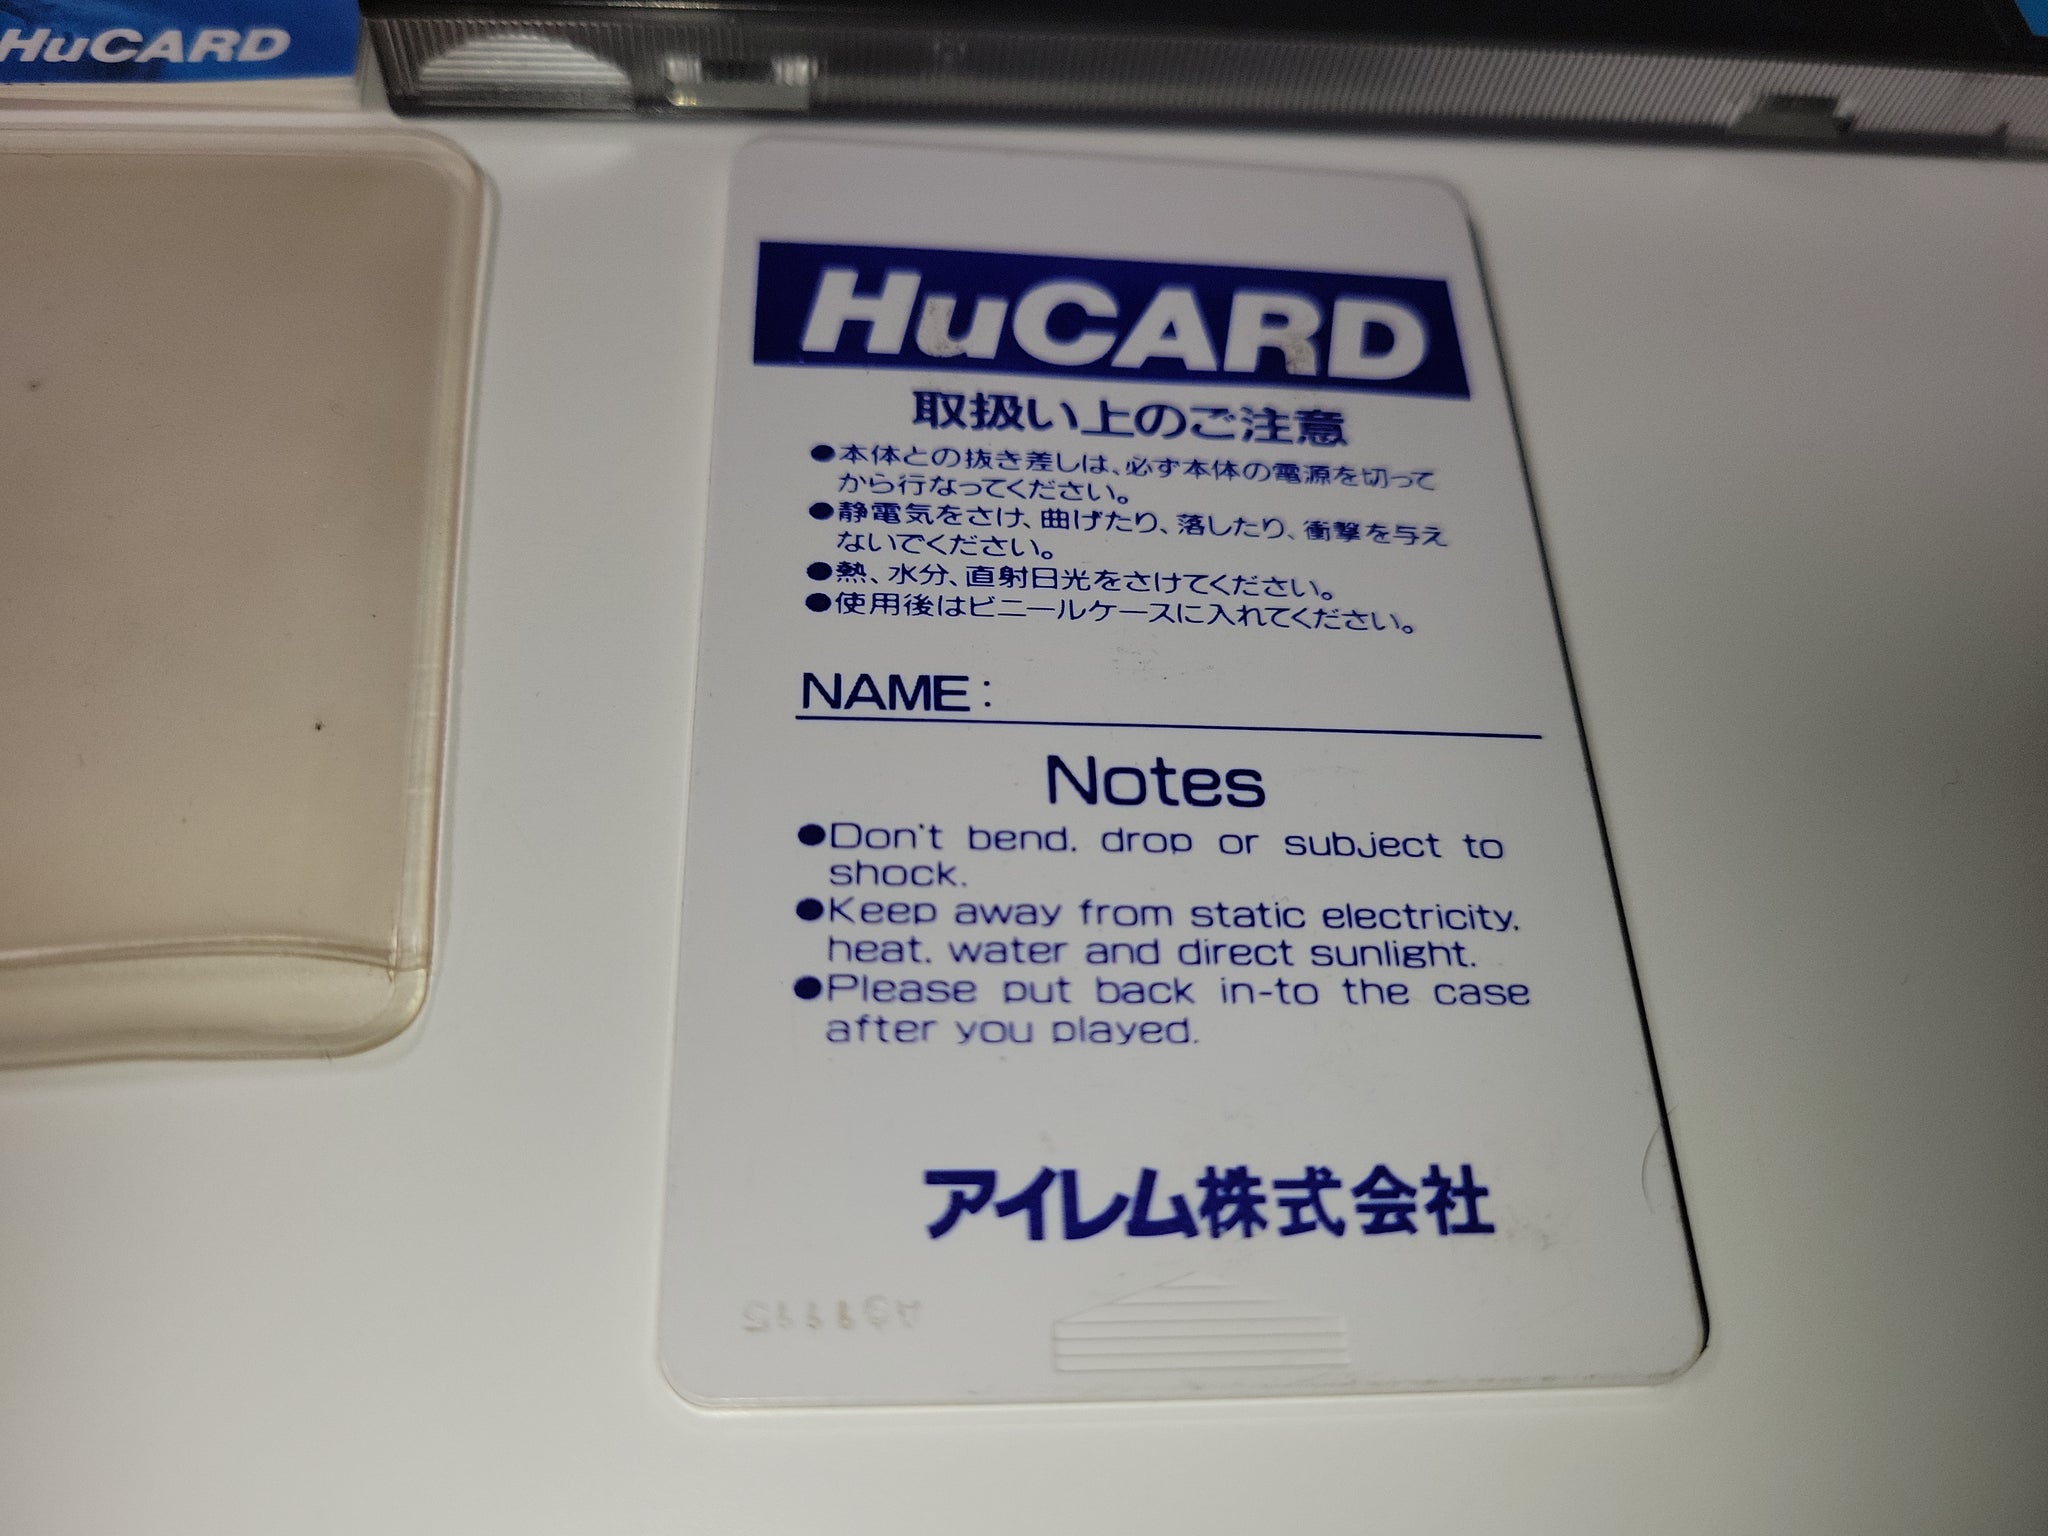 HuCARD
HuCARD
取扱い上のご注意
●本体との抜き差しは、必ず本体の電源を切って
から行なってください。
●静電気をさけ、曲げたり、落したり、衝撃を与え
ないでください。
●熱、水分、直射日光をさけてください。
●使用後はビニールケースに入れてください。
NAME:
Notes
●Don't bend, drop or subject to
shock.
●Keep away from static electricity,
heat, water and direct sunlight.
●Please put back in-to the case
after you played.
アイレム株式会社